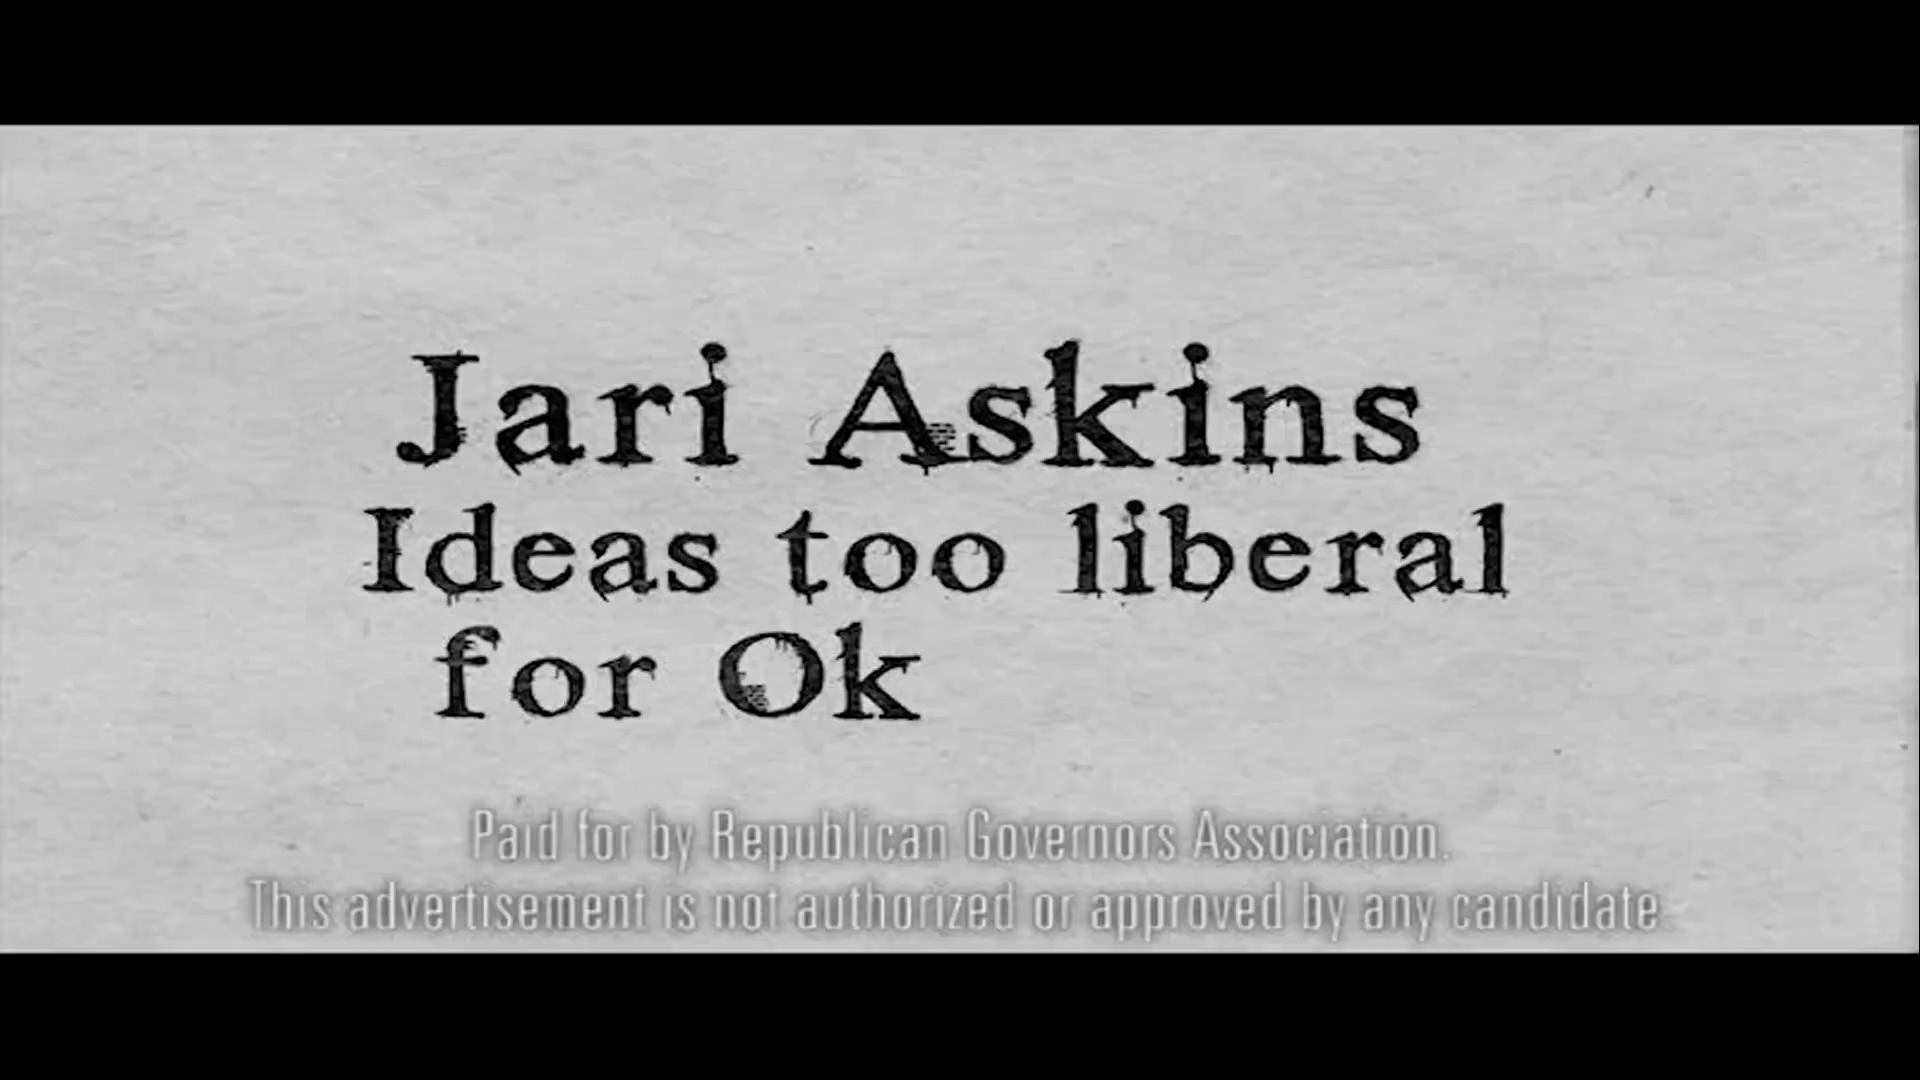 Jari Askins
Ideas too liberal
for Ok
Paid for by Republican Governors Association.
This advertisement is not authorized or approved by any candidate.